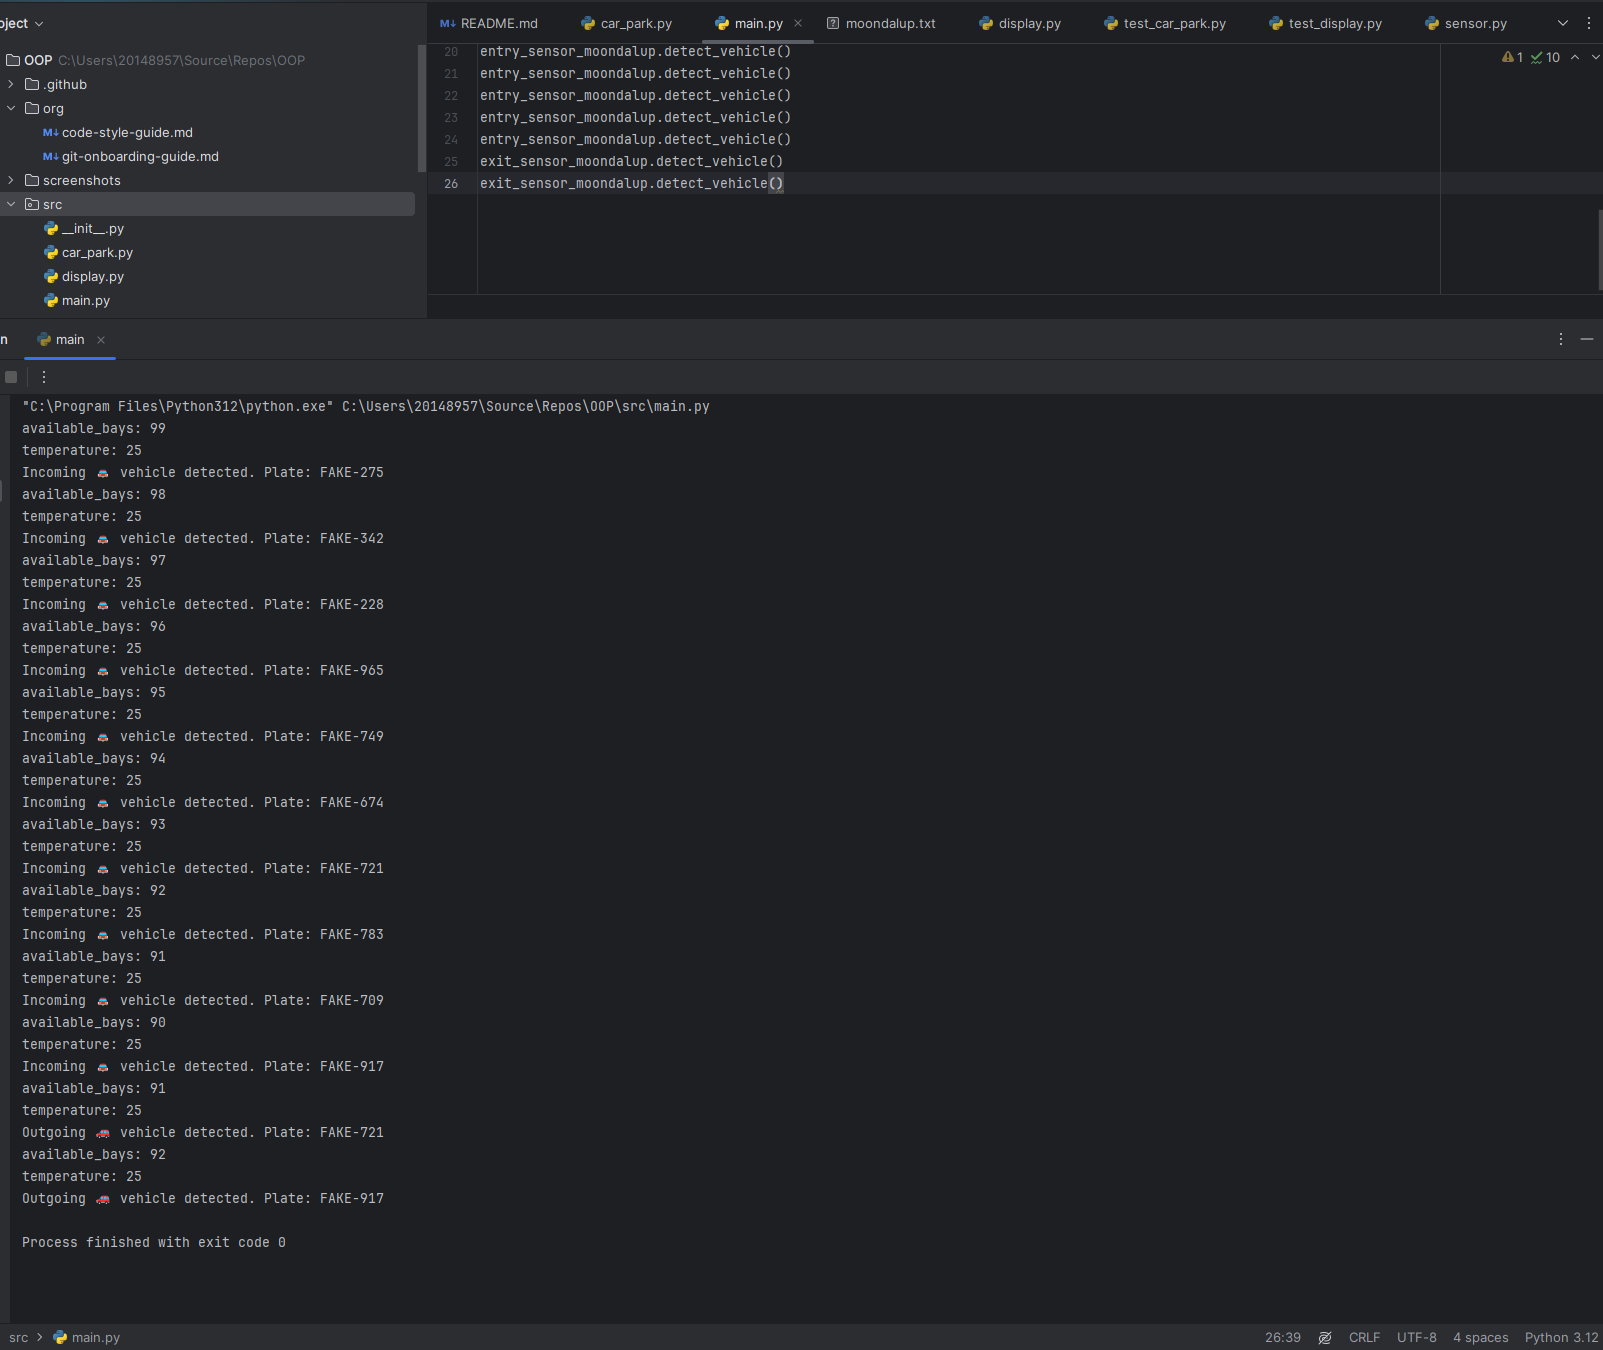 oject
README.md
car_park.py
main.py
moondalup.txt
display.py
test_car_park.py
test_display.py
sensor.py
OOP C:\Users\20148957\Source\Repos\OOP
.github
org
code-style-guide.md
git-onboarding-guide.md
screenshots
src
__init__.py
car_park.py
display.py
main.py
1 10
20 entry_sensor_moondalup.detect_vehicle()
21 entry_sensor_moondalup.detect_vehicle()
22 entry_sensor_moondalup.detect_vehicle()
23 entry_sensor_moondalup.detect_vehicle()
24 entry_sensor_moondalup.detect_vehicle()
25 exit_sensor_moondalup.detect_vehicle()
26 exit_sensor_moondalup.detect_vehicle()
n main
"C:\Program Files\Python312\python.exe" C:\Users\20148957\Source\Repos\OOP\src\main.py
available_bays: 99
temperature: 25
Incoming 🚘 vehicle detected. Plate: FAKE-275
available_bays: 98
temperature: 25
Incoming 🚘 vehicle detected. Plate: FAKE-342
available_bays: 97
temperature: 25
Incoming 🚘 vehicle detected. Plate: FAKE-228
available_bays: 96
temperature: 25
Incoming 🚘 vehicle detected. Plate: FAKE-965
available_bays: 95
temperature: 25
Incoming 🚘 vehicle detected. Plate: FAKE-749
available_bays: 94
temperature: 25
Incoming 🚘 vehicle detected. Plate: FAKE-674
available_bays: 93
temperature: 25
Incoming 🚘 vehicle detected. Plate: FAKE-721
available_bays: 92
temperature: 25
Incoming 🚘 vehicle detected. Plate: FAKE-783
available_bays: 91
temperature: 25
Incoming 🚘 vehicle detected. Plate: FAKE-709
available_bays: 90
temperature: 25
Incoming 🚘 vehicle detected. Plate: FAKE-917
available_bays: 91
temperature: 25
Outgoing 🚗 vehicle detected. Plate: FAKE-721
available_bays: 92
temperature: 25
Outgoing 🚗 vehicle detected. Plate: FAKE-917
Process finished with exit code 0
src > main.py
26:39 CRLF UTF-8 4 spaces Python 3.12